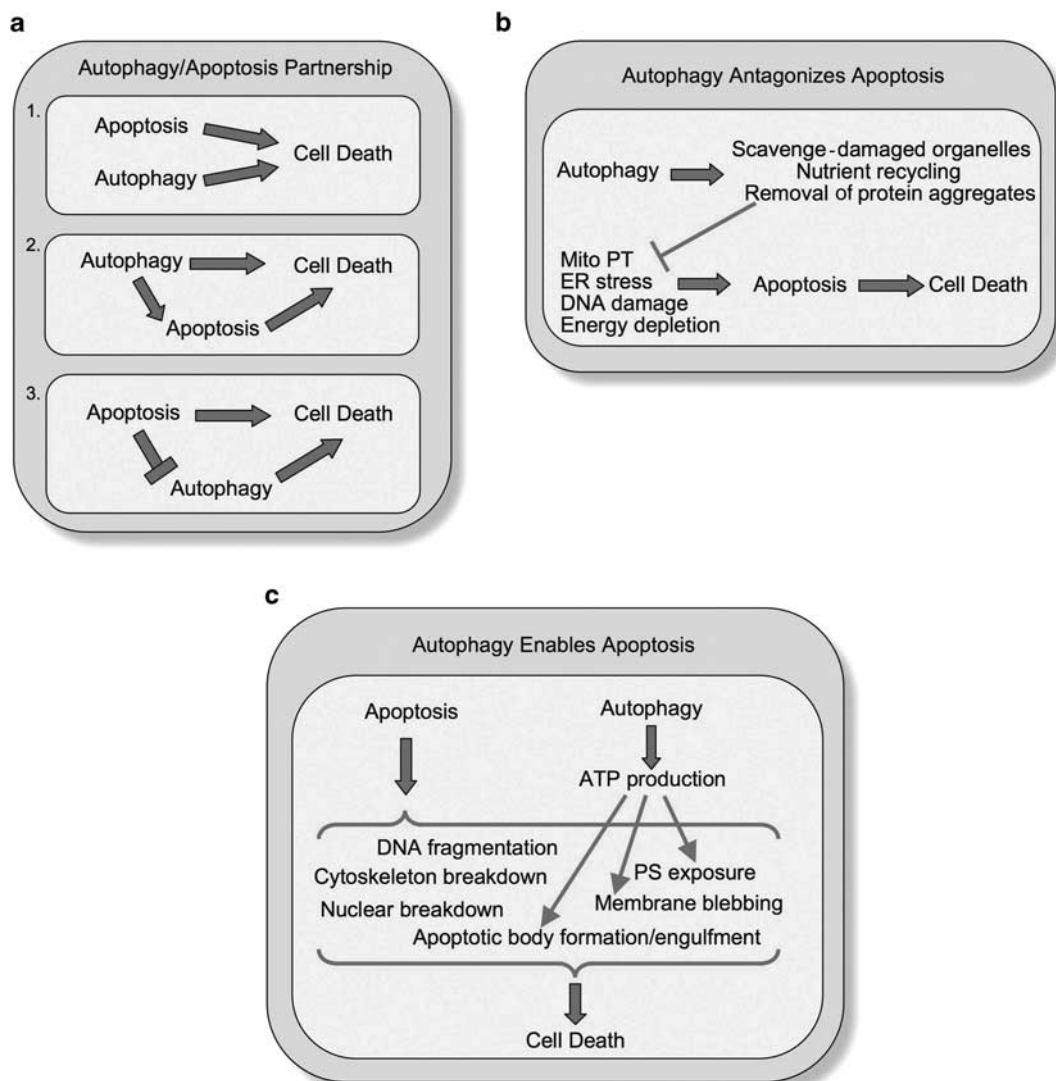 a
Autophagy/Apoptosis Partnership
1.
Apoptosis
Autophagy
Cell Death
2.
Autophagy
Cell Death
Apoptosis
3.
Apoptosis
Cell Death
Autophagy
b
Autophagy Antagonizes Apoptosis
Autophagy
Scavenge-damaged organelles
Nutrient recycling
Removal of protein aggregates
Mito PT
ER stress
DNA damage
Energy depletion
Apoptosis
Cell Death
c
Autophagy Enables Apoptosis
Apoptosis
Autophagy
ATP production
DNA fragmentation
Cytoskeleton breakdown
Nuclear breakdown
PS exposure
Membrane blebbing
Apoptotic body formation/engulfment
Cell Death